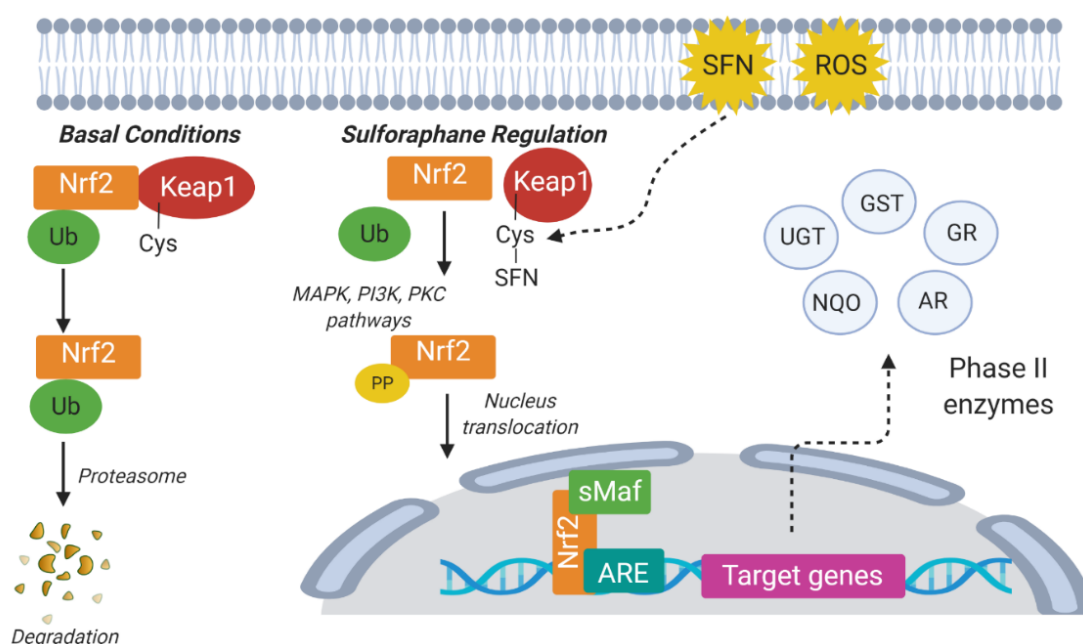 SFN
ROS
Basal Conditions
Nrf2
Keap1
Ub
Cys
Nrf2
Ub
Proteasome
Degradation
Sulforaphane Regulation
Nrf2
Keap1
Ub
Cys
SFN
MAPK, PI3K, PKC
pathways
Nrf2
PP
Nucleus
translocation
sMaf
Nrf2
ARE
Target genes
GST
UGT
GR
NQO
AR
Phase II
enzymes